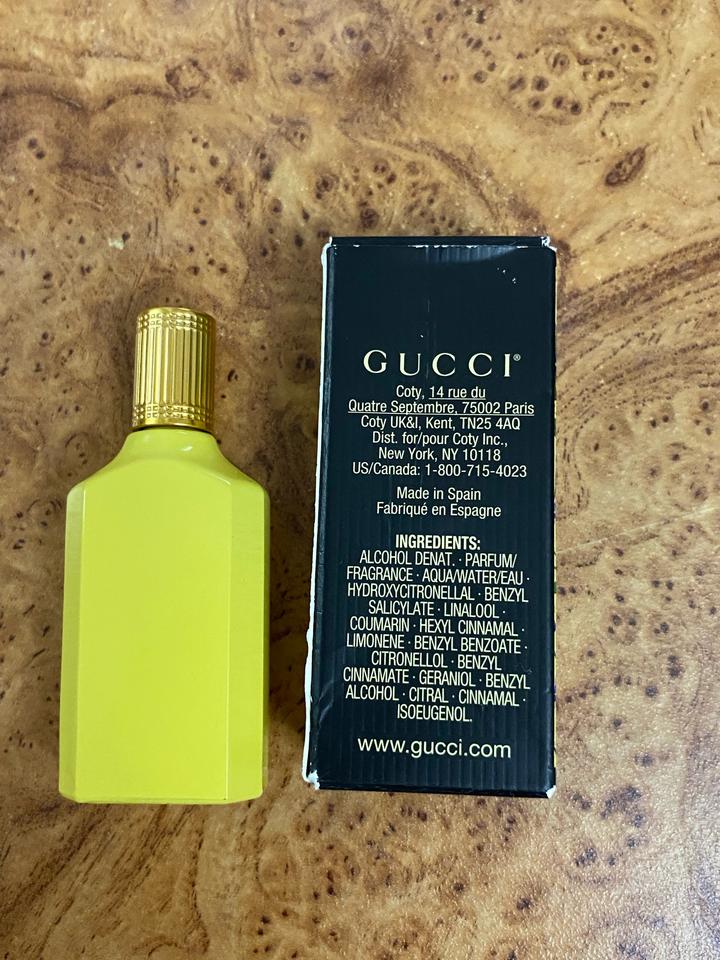 GUCCI®
Coty, 14 rue du
Quatre Septembre, 75002 Paris
Coty UK&I, Kent, TN25 4AQ
Dist. for/pour Coty Inc.,
New York, NY 10118
US/Canada: 1-800-715-4023
Made in Spain
Fabriqué en Espagne
INGREDIENTS:
ALCOHOL DENAT. · PARFUM/
FRAGRANCE · AQUA/WATER/EAU ·
HYDROXYCITRONELLAL · BENZYL
SALICYLATE · LINALOOL ·
COUMARIN · HEXYL CINNAMAL ·
LIMONENE · BENZYL BENZOATE ·
CITRONELLOL · BENZYL
CINNAMATE · GERANIOL · BENZYL
ALCOHOL · CITRAL · CINNAMAL ·
ISOEUGENOL.
www.gucci.com